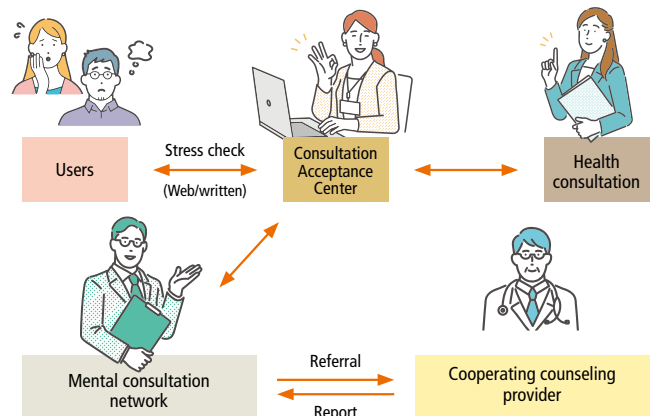 Users
Stress check
(Web/written)
Consultation
Acceptance
Center
Health
consultation
Mental consultation
network
Referral
Report
Cooperating counseling
provider